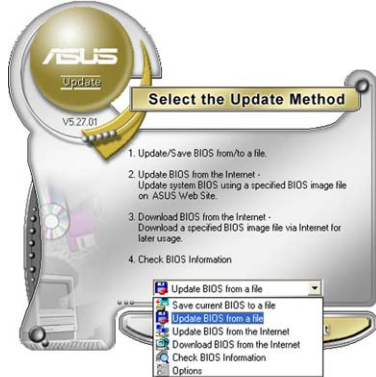 ASUS
Update
V5.27.01
Select the Update Method
1. Update/Save BIOS from/to a file.
2. Update BIOS from the Internet -
Update system BIOS using a specified BIOS image file
on ASUS Web Site.
3. Download BIOS from the Internet -
Download a specified BIOS image file via Internet for
later usage.
4. Check BIOS Information
Update BIOS from a file
Save current BIOS to a file
Update BIOS from a file
Update BIOS from the Internet
Download BIOS from the Internet
Check BIOS Information
Options